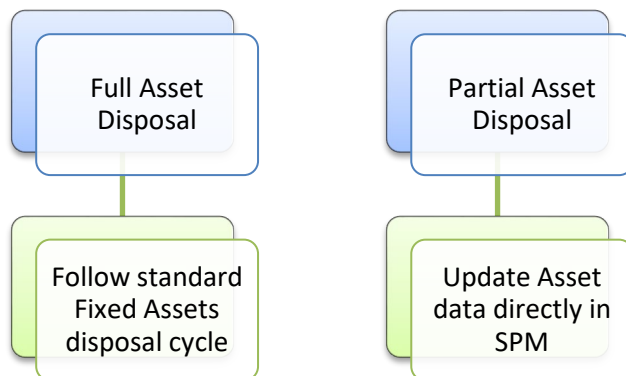 Full Asset
Disposal
Partial Asset
Disposal
Follow standard
Fixed Assets
disposal cycle
Update Asset
data directly in
SPM